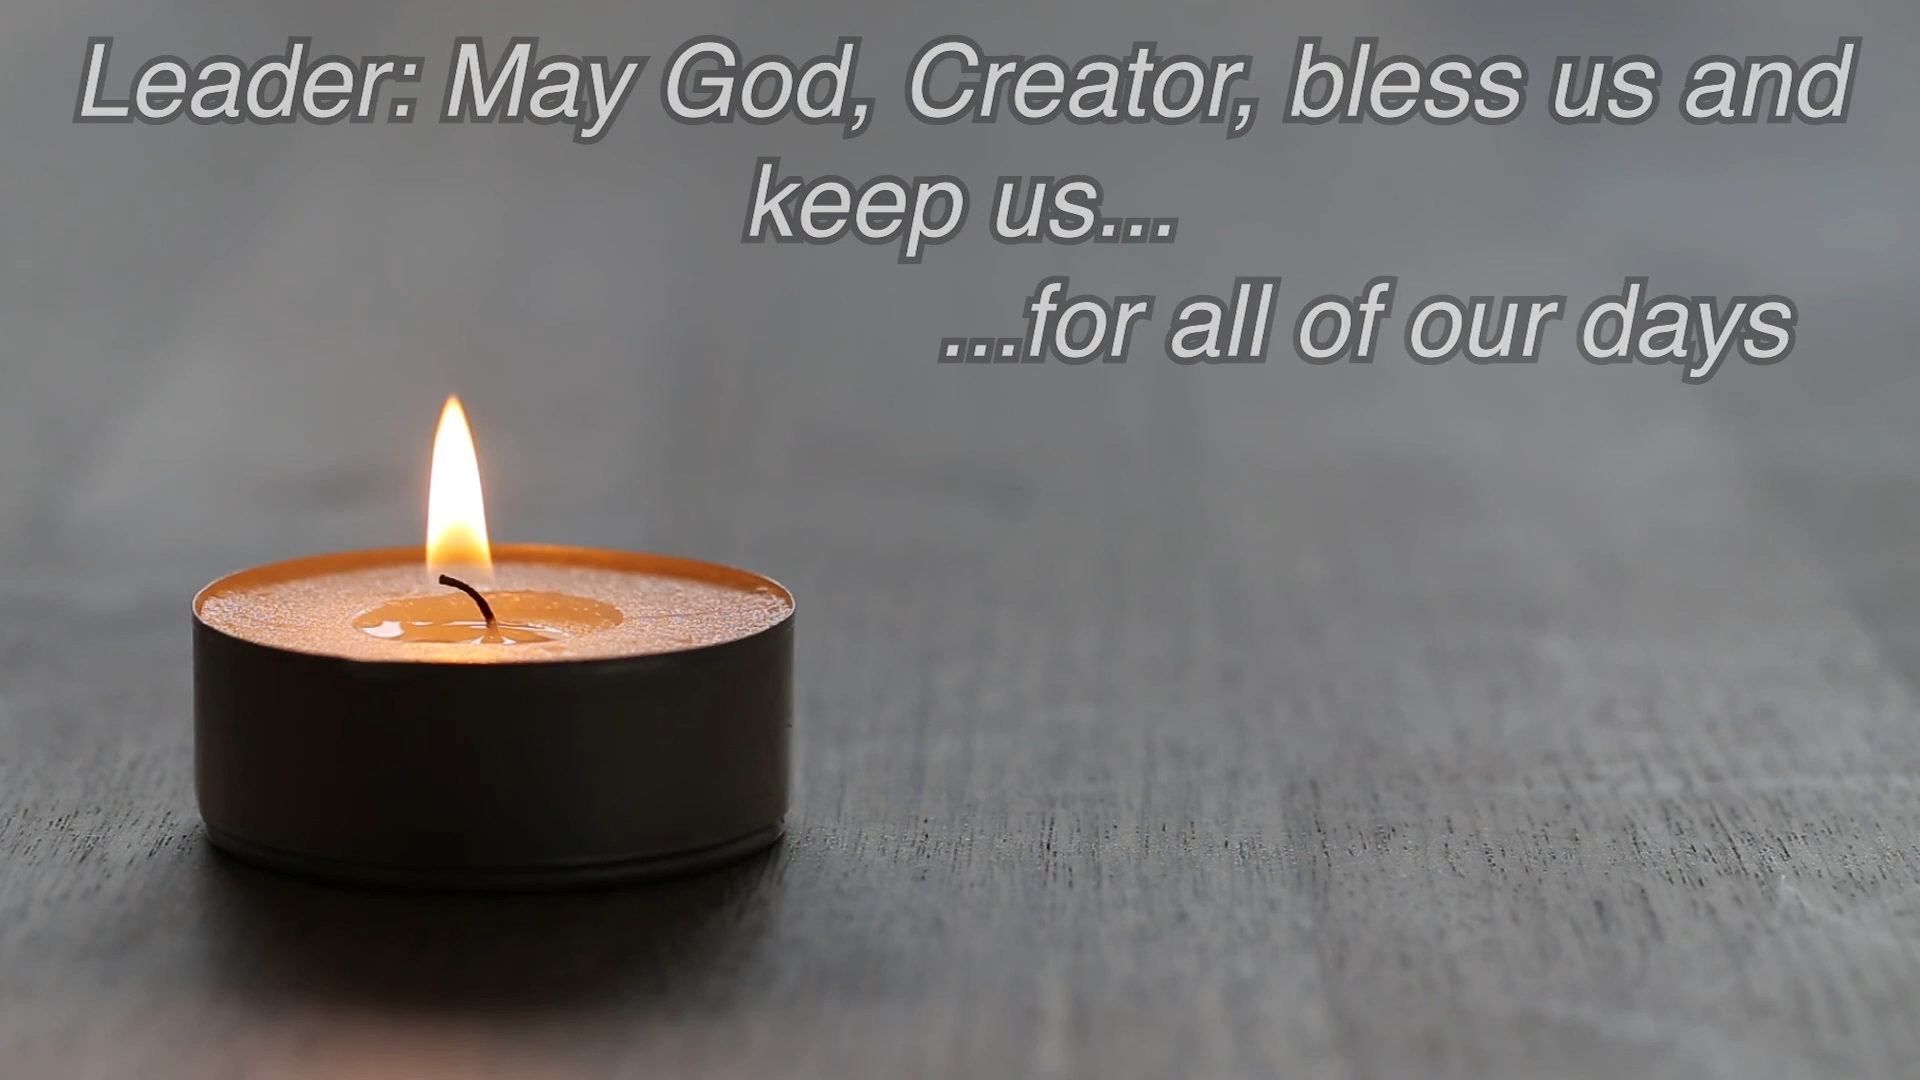 Leader: May God, Creator, bless us and
keep us...
...for all of our days